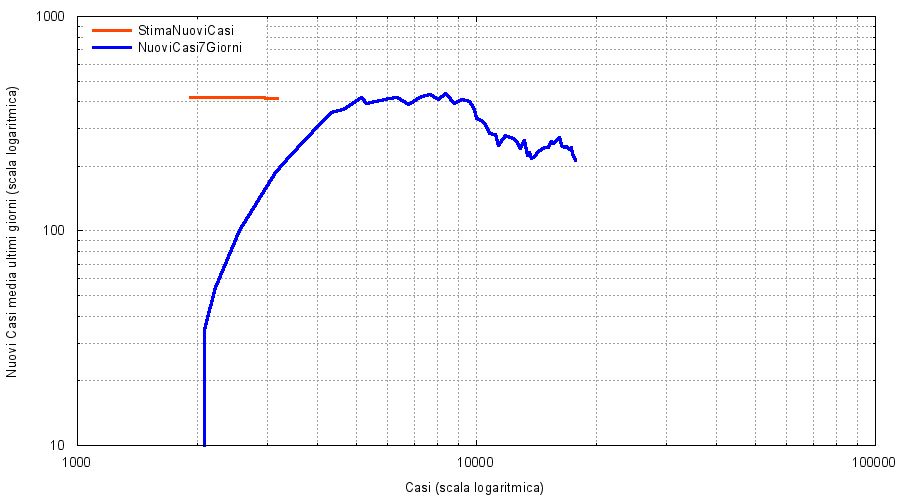 1000
StimaNuoviCasi
NuoviCasi7Giorni
100
10
Nuovi Casi media ultimi giorni (scala logaritmica)
1000
10000
100000
Casi (scala logaritmica)